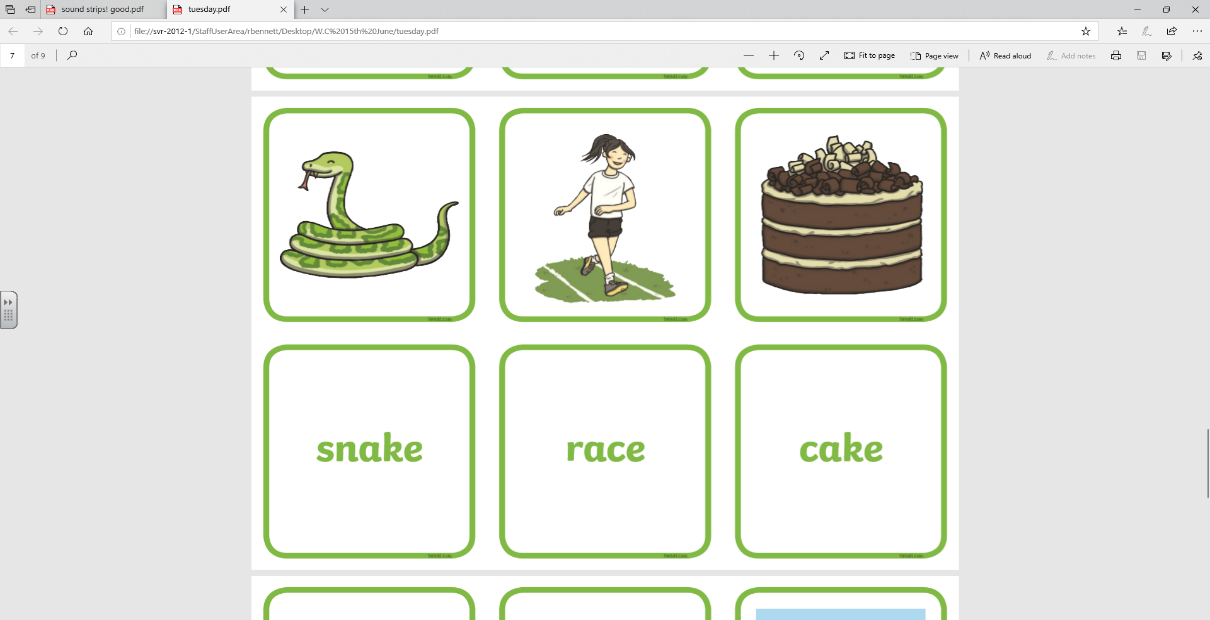 sound strips! good.pdf
tuesday.pdf
file://svr-2012-1/StaffUserArea/rbennett/Desktop/W.C%2015th%20June/tuesday.pdf
7 of 9
Fit to page
Page view
Read aloud
Add notes
snake race cake